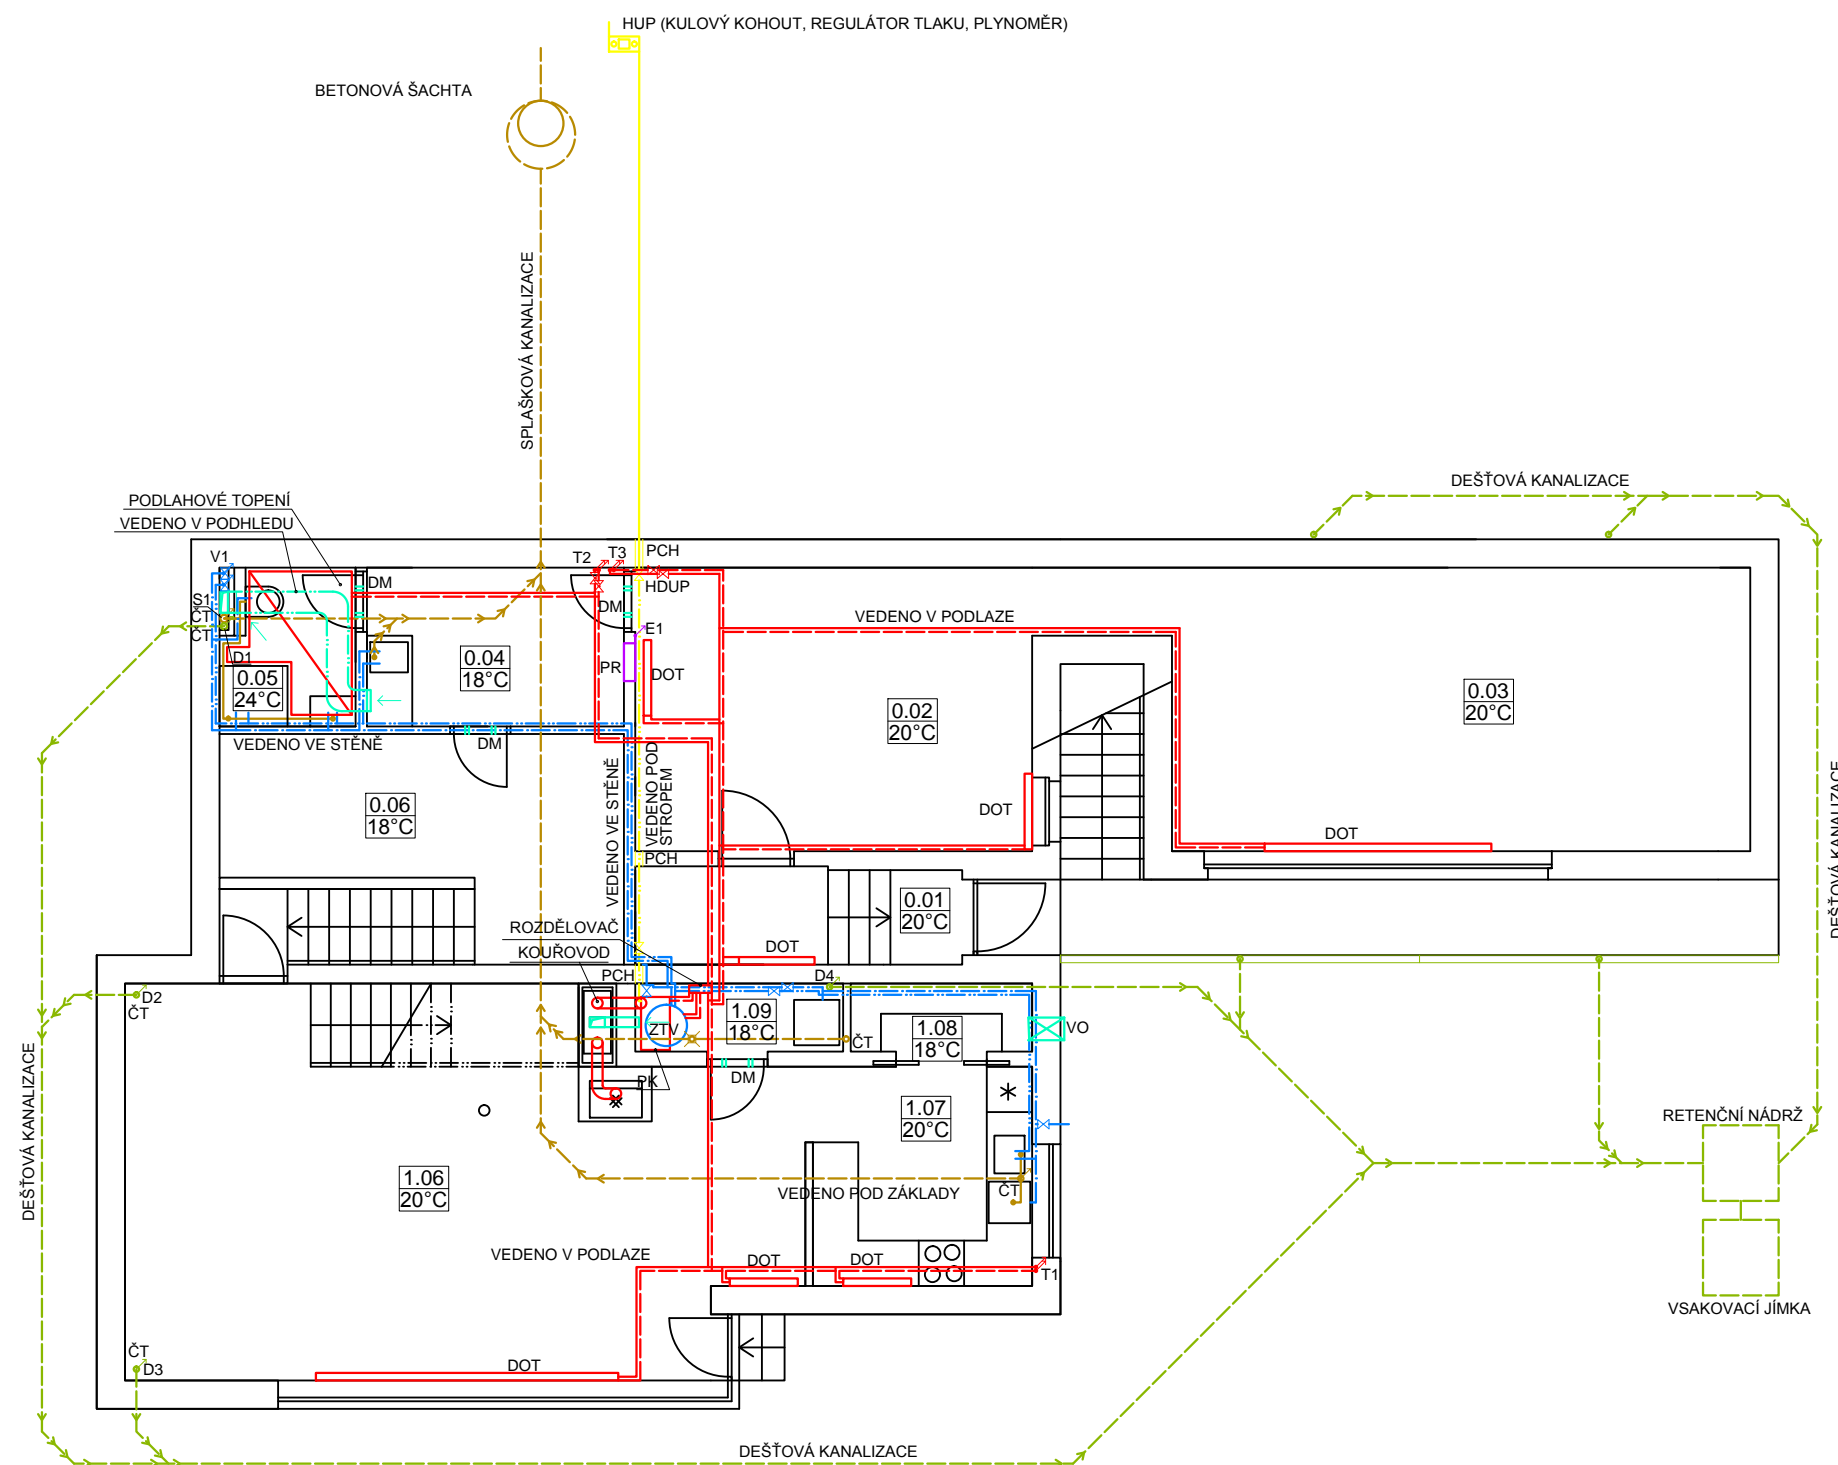 HUP (KULOVÝ KOHOUT, REGULÁTOR TLAKU, PLYNOMĚR)
BETONOVÁ ŠACHTA
SPLAŠKOVÁ KANALIZACE
DEŠŤOVÁ KANALIZACE
PODLAHOVÉ TOPENÍ
VEDENO V PODHLEDU
V1
T2
T3
PCH
DM
HDUP
S1
ČT
ČT
DM
E1
VEDENO V PODLAZE
D1
0.05
24°C
0.04
18°C
PR
DOT
0.02
20°C
0.03
20°C
VEDENO VE STĚNĚ
DM
VEDENO VE STĚNĚ
VEDENO POD
STROPEM
0.06
18°C
DOT
DOT
DEŠŤOVÁ KANALIZACE
PCH
0.01
20°C
ROZDĚLOVAČ
KOUŘOVOD
DOT
PCH
D4
D2
ČT
ZTV
1.09
18°C
1.08
18°C
VO
ČT
PK
DM
1.07
20°C
RETENČNÍ NÁDRŽ
DEŠŤOVÁ KANALIZACE
1.06
20°C
VEDENO POD ZÁKLADY
ČT
VEDENO V PODLAZE
DOT
DOT
T1
VSAKOVACÍ JÍMKA
ČT
D3
DOT
DEŠŤOVÁ KANALIZACE